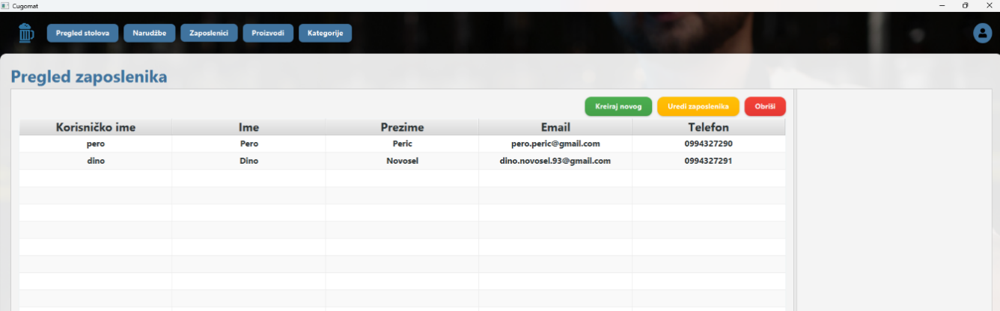 Cugomat
Pregled stolova Narudžbe Zaposlenici Proizvodi Kategorije
Pregled zaposlenika
Kreiraj novog Uredi zaposlenika Obriši
Korisničko ime Ime Prezime Email Telefon
pero Pero Peric pero.peric@gmail.com 0994327290
dino Dino Novosel dino.novosel.93@gmail.com 0994327291